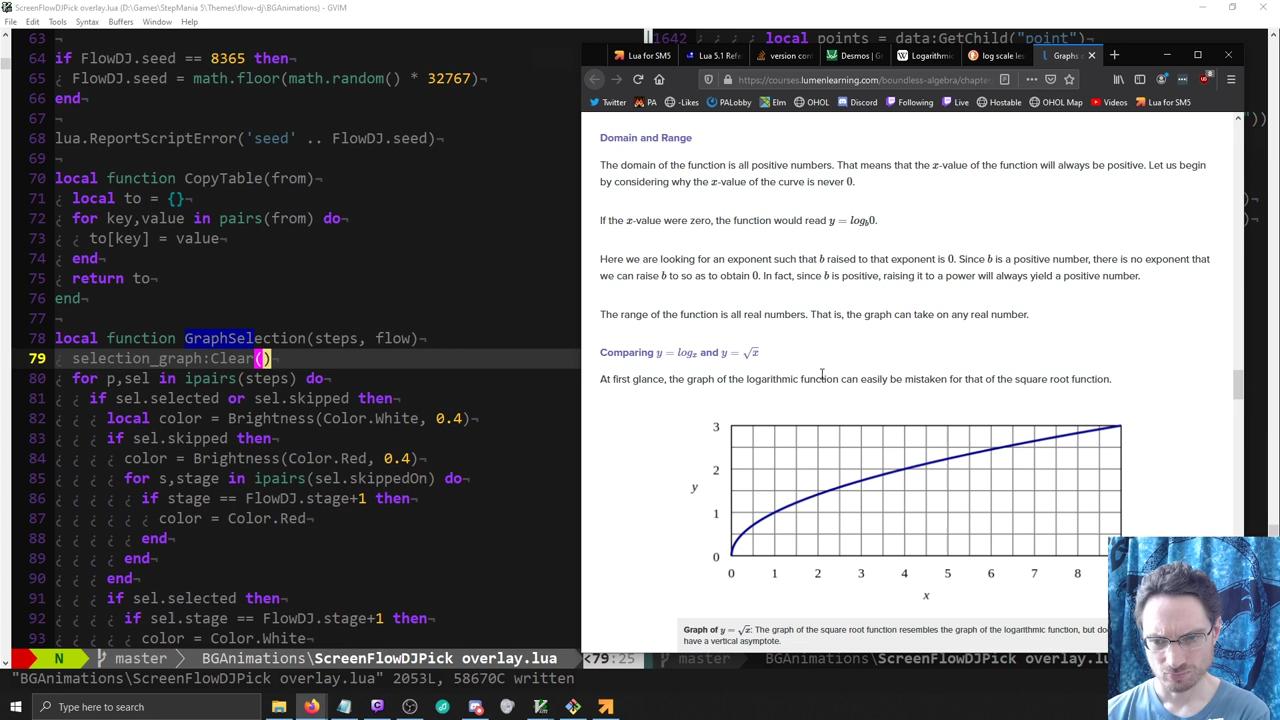 ScreenFlowDJPick overlay.lua (D:\Games\StepMania 5\Themes\flow-dj\BGAnimations) - GVIM
File Edit Tools Syntax Buffers Window Help
63
64 if FlowDJ.seed == 8365 then
65 ¿ FlowDJ.seed = math.floor(math.random() * 32767)¬
66 end¬
67 ¬
68 lua.ReportScriptError('seed' .. FlowDJ.seed)¬
69 ¬
70 local function CopyTable(from)¬
71 ¿ local to = {}¬
72 ¿ for key,value in pairs(from) do¬
73 ¿ ¿ to[key] = value¬
74 ¿ end¬
75 ¿ return to¬
76 end¬
77 ¬
78 local function GraphSelection(steps, flow)¬
79 ¿ selection_graph:Clear()¬
80 ¿ for p,sel in ipairs(steps) do¬
81 ¿ ¿ if sel.selected or sel.skipped then¬
82 ¿ ¿ ¿ local color = Brightness(Color.White, 0.4)¬
83 ¿ ¿ ¿ if sel.skipped then¬
84 ¿ ¿ ¿ ¿ color = Brightness(Color.Red, 0.4)¬
85 ¿ ¿ ¿ ¿ for s,stage in ipairs(sel.skippedOn) do¬
86 ¿ ¿ ¿ ¿ ¿ if stage == FlowDJ.stage+1 then¬
87 ¿ ¿ ¿ ¿ ¿ ¿ color = Color.Red¬
88 ¿ ¿ ¿ ¿ ¿ end¬
89 ¿ ¿ ¿ ¿ end¬
90 ¿ ¿ ¿ end¬
91 ¿ ¿ ¿ if sel.selected then¬
92 ¿ ¿ ¿ ¿ if sel.stage == FlowDJ.stage+1 then¬
93 ¿ ¿ ¿ ¿ ¿ color = Color.White¬
N master BGAnimations\ScreenFlowDJPick overlay.lua <79:25 master BGAnimations\ScreenFlowDJPick overlay.lu
"BGAnimations\ScreenFlowDJPick overlay.lua" 2053L, 58670C written
1642 ¿ ¿ ¿ local points = data:GetChild("point")
Lua for SM5 Lua 5.1 Refe version con Desmos | G Logarithmic log scale les Graphs o
https://courses.lumenlearning.com/boundless-algebra/chapte
Twitter PA -Likes PALobby Elm OHOL Discord Following Live Hostable OHOL Map Videos Lua for SM5
Domain and Range
The domain of the function is all positive numbers. That means that the x-value of the function will always be positive. Let us begin
by considering why the x-value of the curve is never 0.
If the x-value were zero, the function would read y = log_b0.
Here we are looking for an exponent such that b raised to that exponent is 0. Since b is a positive number, there is no exponent that
we can raise b to so as to obtain 0. In fact, since b is positive, raising it to a power will always yield a positive number.
The range of the function is all real numbers. That is, the graph can take on any real number.
Comparing y = log_x and y = √x
At first glance, the graph of the logarithmic function can easily be mistaken for that of the square root function.
3
2
y
1
0
0 1 2 3 4 5 6 7 8
x
Graph of y = √x: The graph of the square root function resembles the graph of the logarithmic function, but do
have a vertical asymptote.
Type here to search